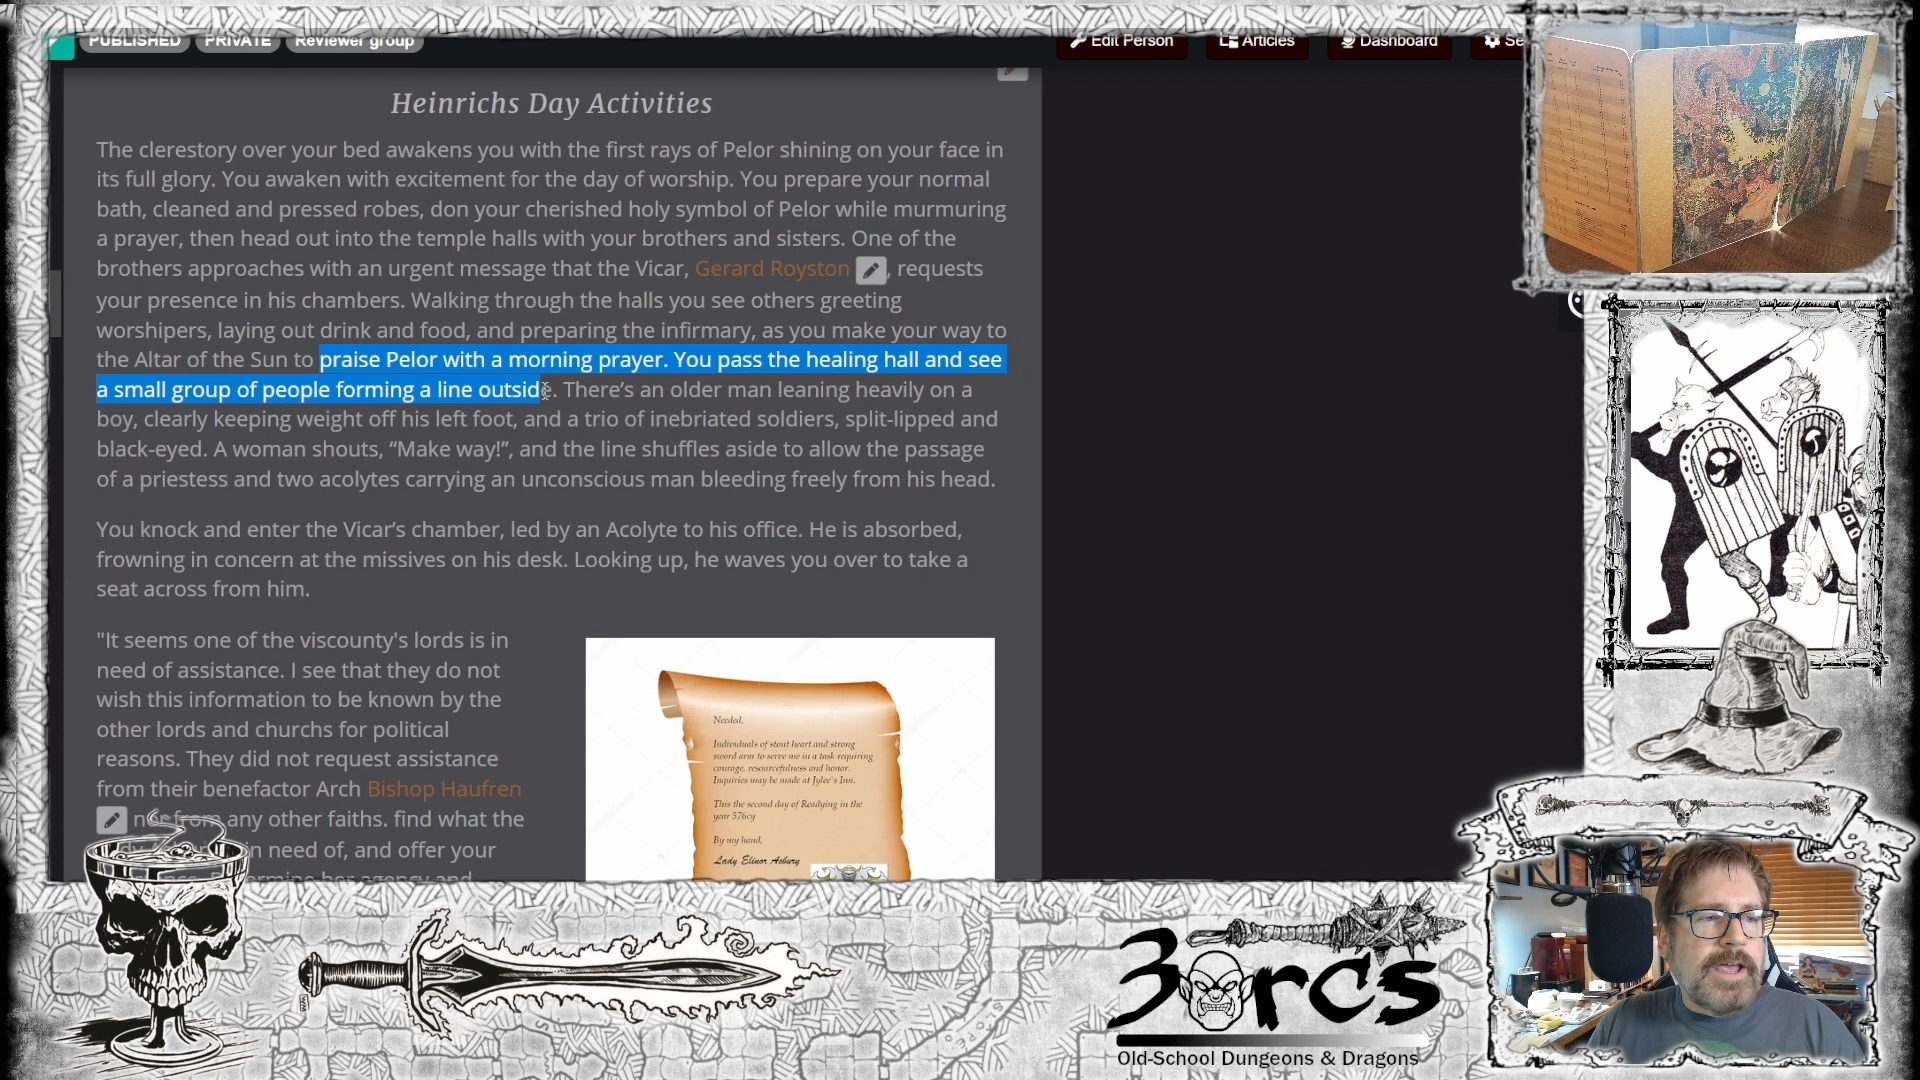 PUBLISHED PRIVATE Reviewer group
Edit Person Articles Dashboard Se
Heinrichs Day Activities
The clerestory over your bed awakens you with the first rays of Pelor shining on your face in
its full glory. You awaken with excitement for the day of worship. You prepare your normal
bath, cleaned and pressed robes, don your cherished holy symbol of Pelor while murmuring
a prayer, then head out into the temple halls with your brothers and sisters. One of the
brothers approaches with an urgent message that the Vicar, Gerard Royston , requests
your presence in his chambers. Walking through the halls you see others greeting
worshipers, laying out drink and food, and preparing the infirmary, as you make your way to
the Altar of the Sun to praise Pelor with a morning prayer. You pass the healing hall and see
a small group of people forming a line outside. There’s an older man leaning heavily on a
boy, clearly keeping weight off his left foot, and a trio of inebriated soldiers, split-lipped and
black-eyed. A woman shouts, “Make way!”, and the line shuffles aside to allow the passage
of a priestess and two acolytes carrying an unconscious man bleeding freely from his head.
You knock and enter the Vicar’s chamber, led by an Acolyte to his office. He is absorbed,
frowning in concern at the missives on his desk. Looking up, he waves you over to take a
seat across from him.
"It seems one of the viscounty's lords is in
need of assistance. I see that they do not
wish this information to be known by the
other lords and churchs for political
reasons. They did not request assistance
from their benefactor Arch Bishop Haufren
nor from any other faiths. find what the
in need of, and offer your
agency and
Needed,
Individuals of stout heart and strong
sword arm to serve me in a task requiring
courage, resourcefulness and honor.
Inquiries may be made at Jylee's Inn.
This the second day of Readying in the
year 576cy
By my hand,
Lady Elinor Asbury
3orcs
Old-School Dungeons & Dragons